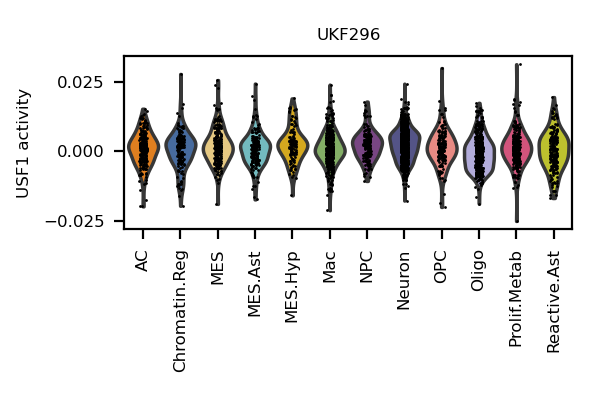 UKF296
USF1 activity
0.025
0.000
−0.025
AC
Chromatin.Reg
MES
MES.Ast
MES.Hyp
Mac
NPC
Neuron
OPC
Oligo
Prolif.Metab
Reactive.Ast